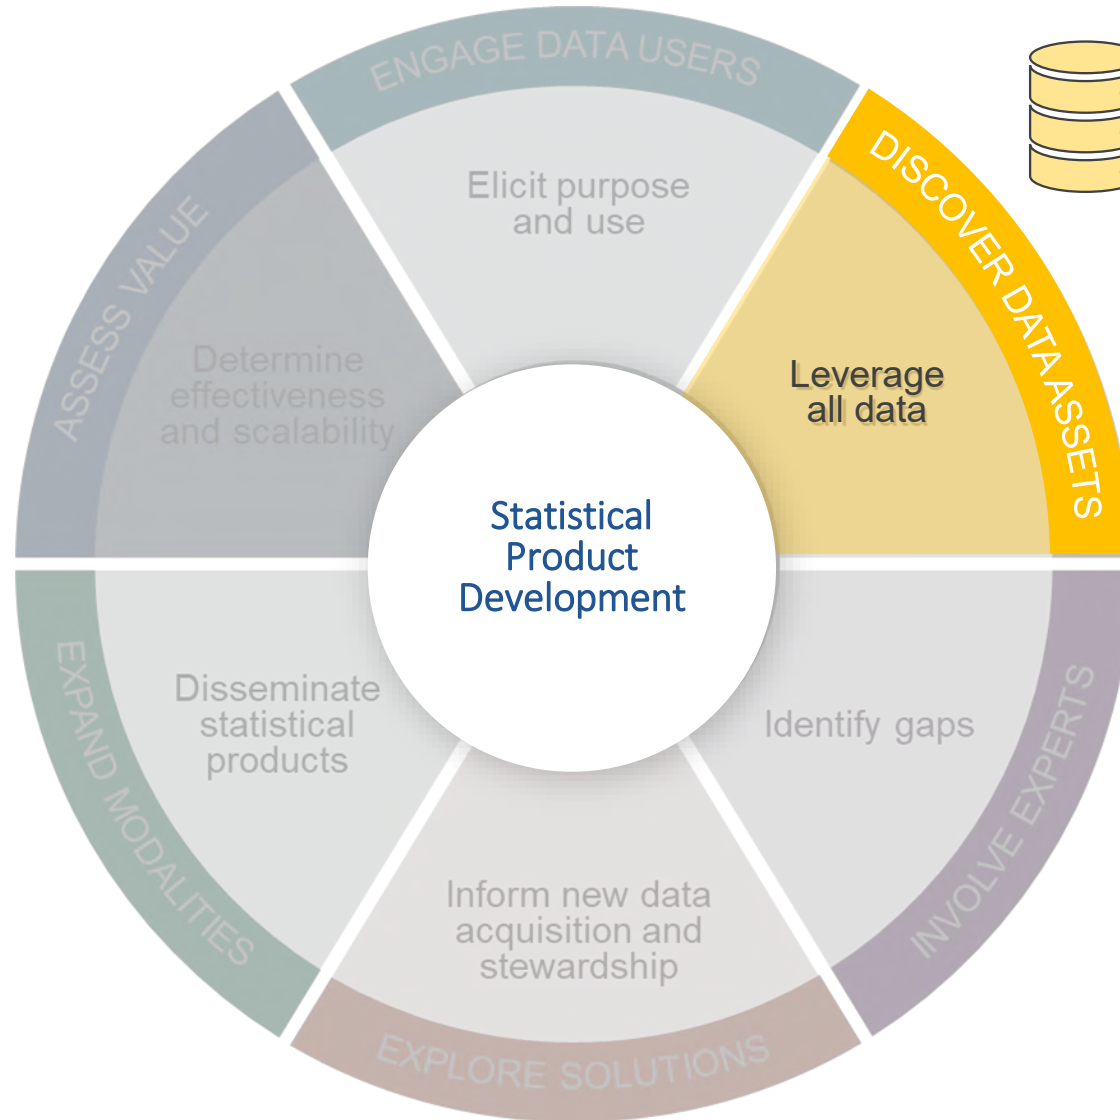 ENGAGE DATA USERS
Elicit purpose
and use
DISCOVER DATA ASSETS
Leverage
all data
INVOLVE EXPERTS
Identify gaps
EXPLORE SOLUTIONS
Inform new data
acquisition and
stewardship
EXPAND MODALITIES
Disseminate
statistical
products
ASSESS VALUE
Determine
effectiveness
and scalability
Statistical
Product
Development